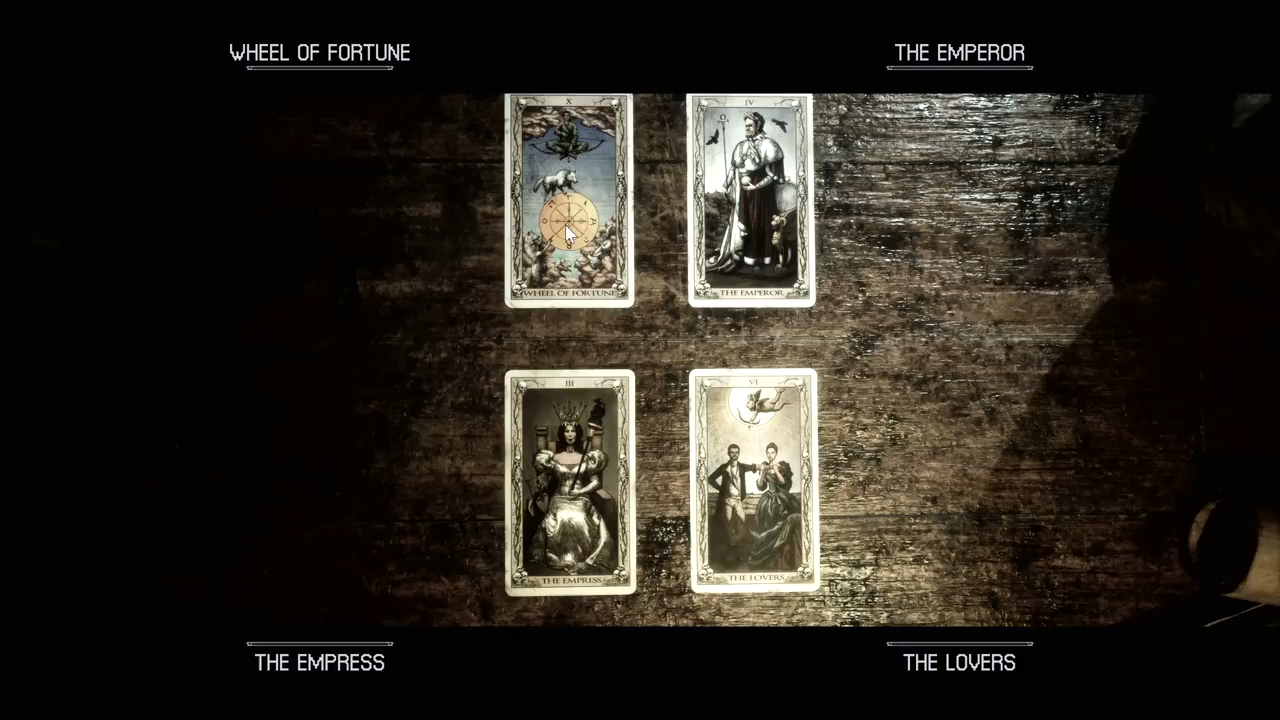 WHEEL OF FORTUNE
THE EMPEROR
X
IV
WHEEL OF FORTUNE
THE EMPEROR
III
VI
THE EMPRESS
THE LOVERS
THE EMPRESS
THE LOVERS